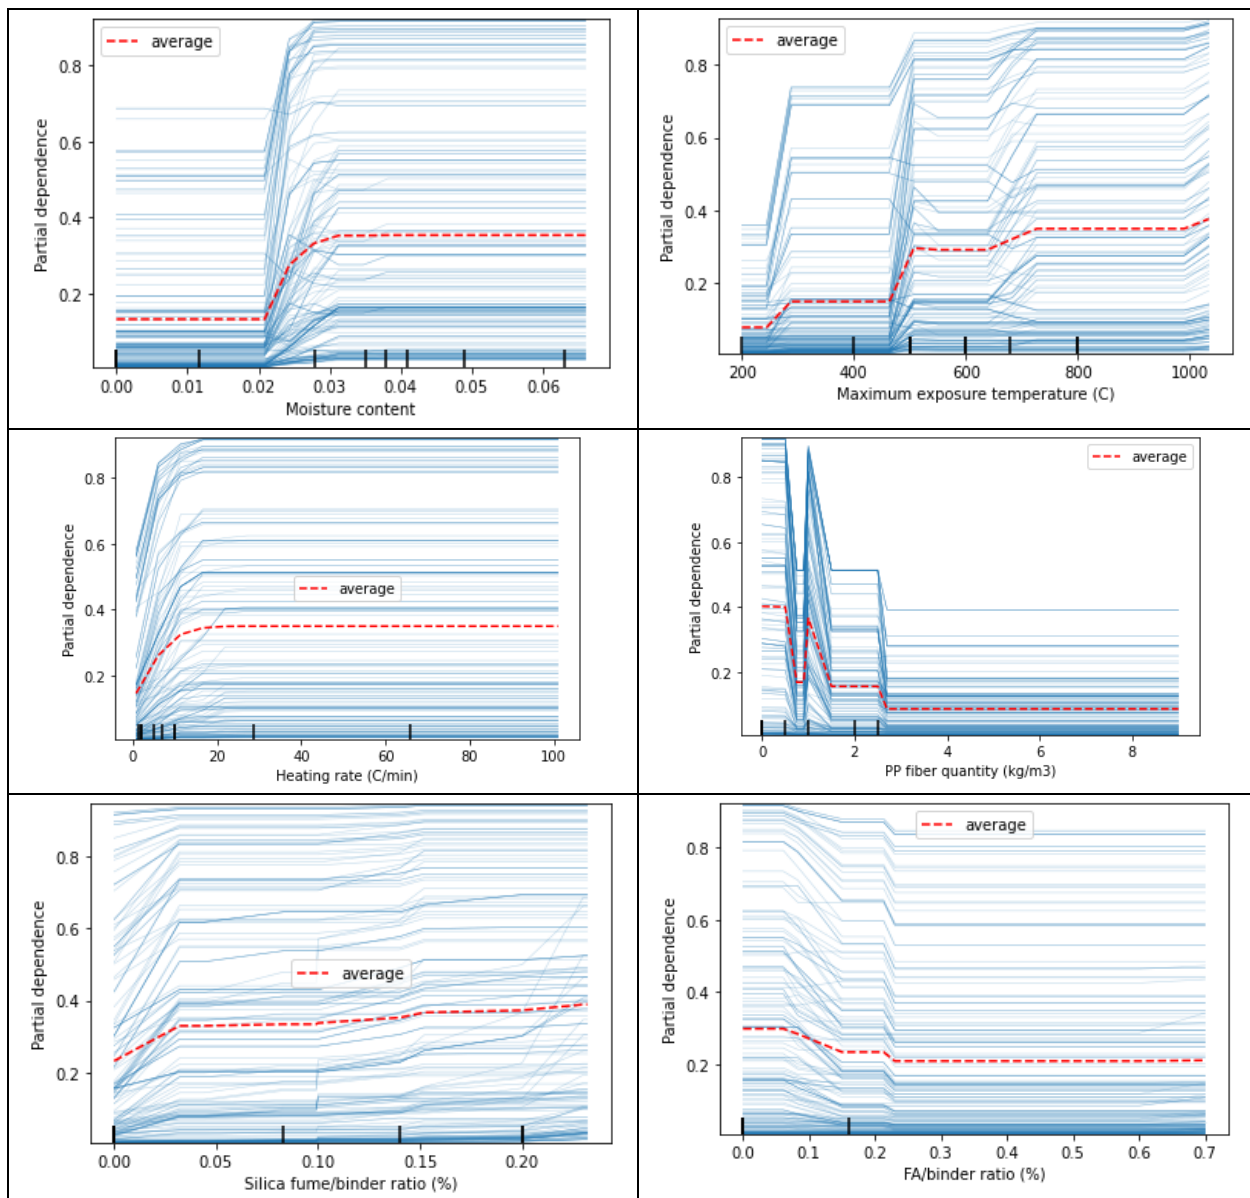 average
0.8
0.6
0.4
0.2
Partial dependence
0.00 0.01 0.02 0.03 0.04 0.05 0.06
Moisture content
average
0.8
0.6
0.4
0.2
Partial dependence
200 400 600 800 1000
Maximum exposure temperature (C)
average
0.8
0.6
0.4
0.2
Partial dependence
0 20 40 60 80 100
Heating rate (C/min)
average
0.8
0.6
0.4
0.2
Partial dependence
0 2 4 6 8
PP fiber quantity (kg/m3)
average
0.8
0.6
0.4
0.2
Partial dependence
0.00 0.05 0.10 0.15 0.20
Silica fume/binder ratio (%)
average
0.8
0.6
0.4
0.2
Partial dependence
0.0 0.1 0.2 0.3 0.4 0.5 0.6 0.7
FA/binder ratio (%)